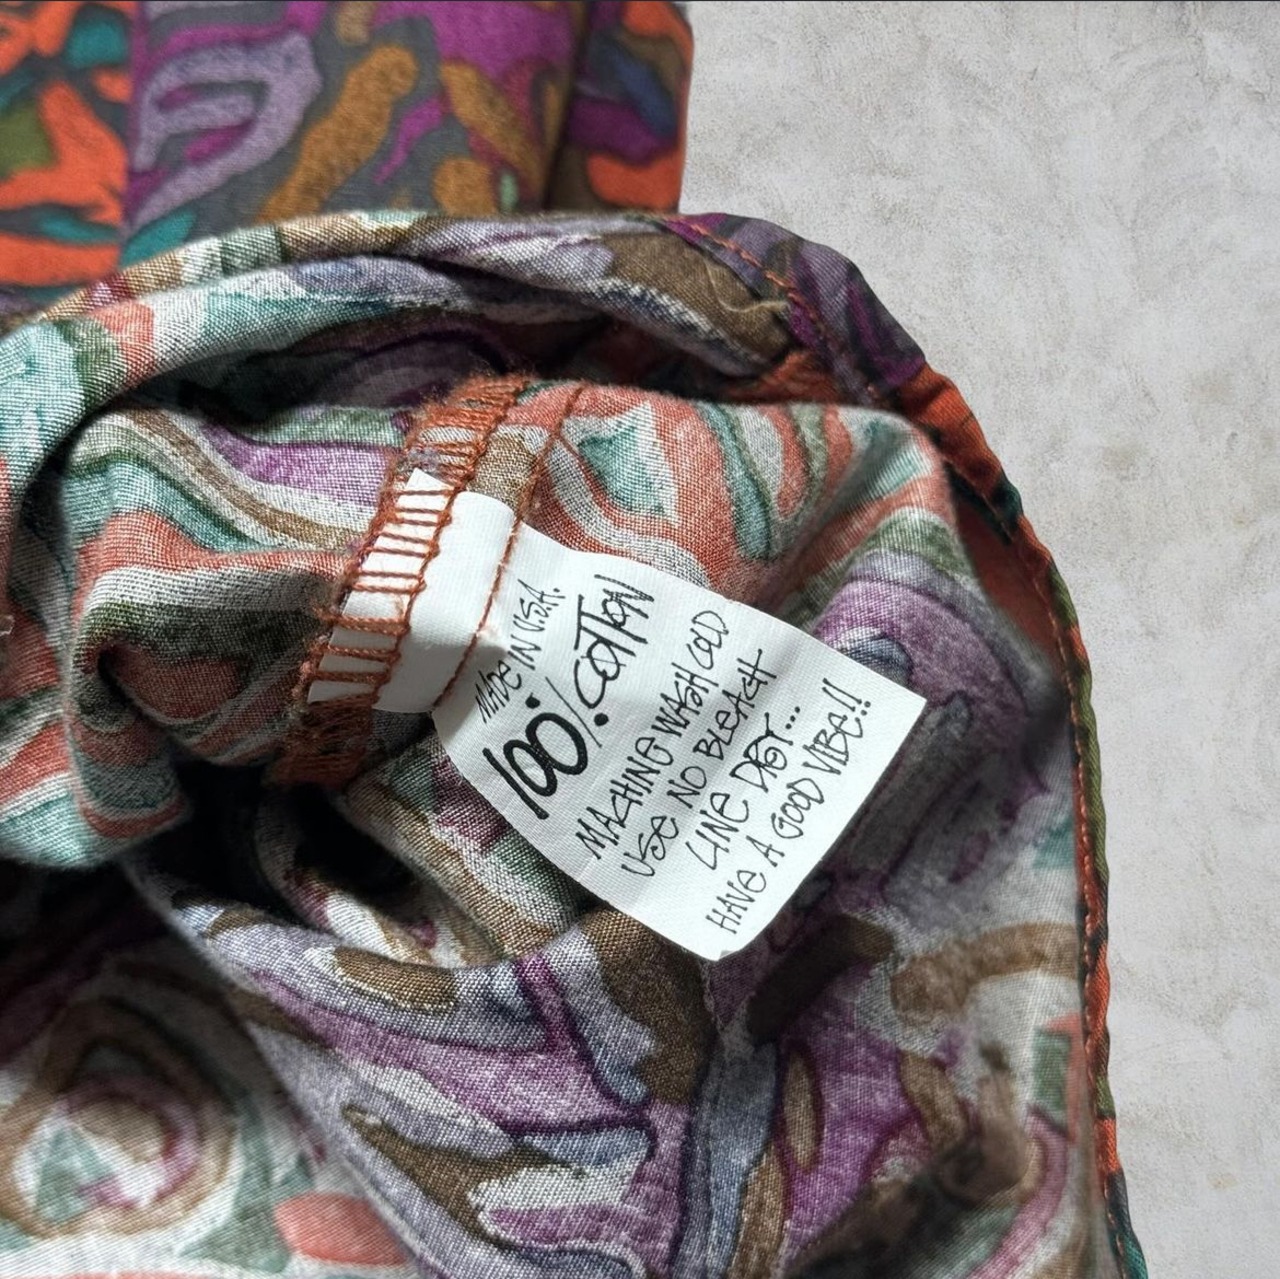 MADE IN U.S.A.
100%.COTTON
MACHINE WASH COLD
USE NO BLEACH
LINE DRY...
HAVE A GOOD VIBE!!